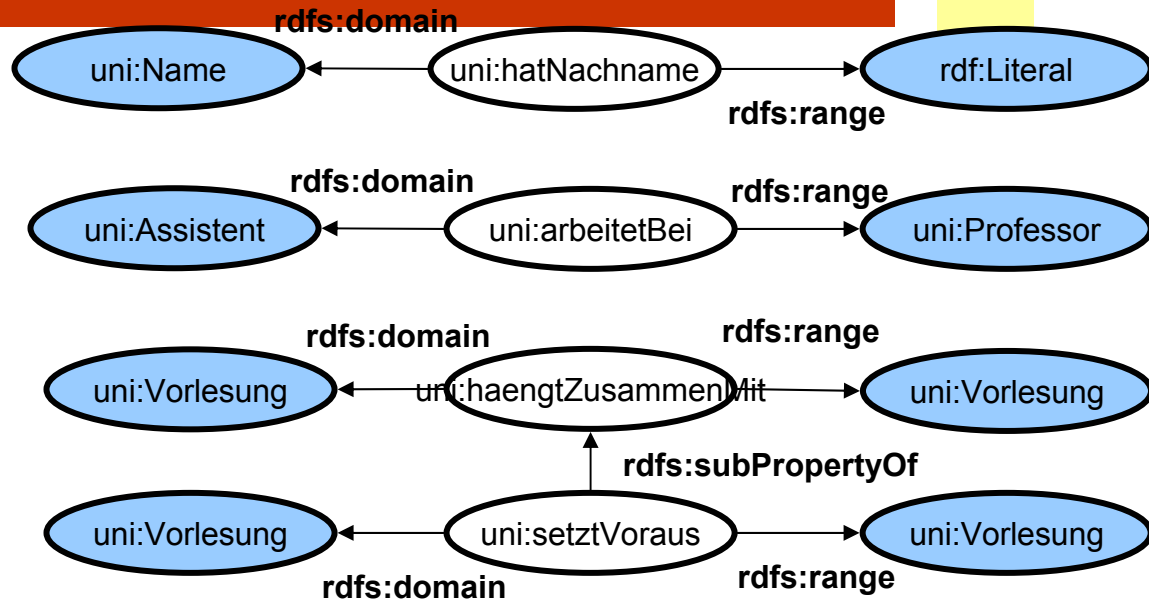 rdfs:domain
uni:Name uni:hatNachname rdf:Literal
rdfs:range
rdfs:domain rdfs:range
uni:Assistent uni:arbeitetBei uni:Professor
rdfs:domain rdfs:range
uni:Vorlesung uni:haengtZusammenMit uni:Vorlesung
rdfs:subPropertyOf
uni:Vorlesung uni:setztVoraus uni:Vorlesung
rdfs:domain rdfs:range